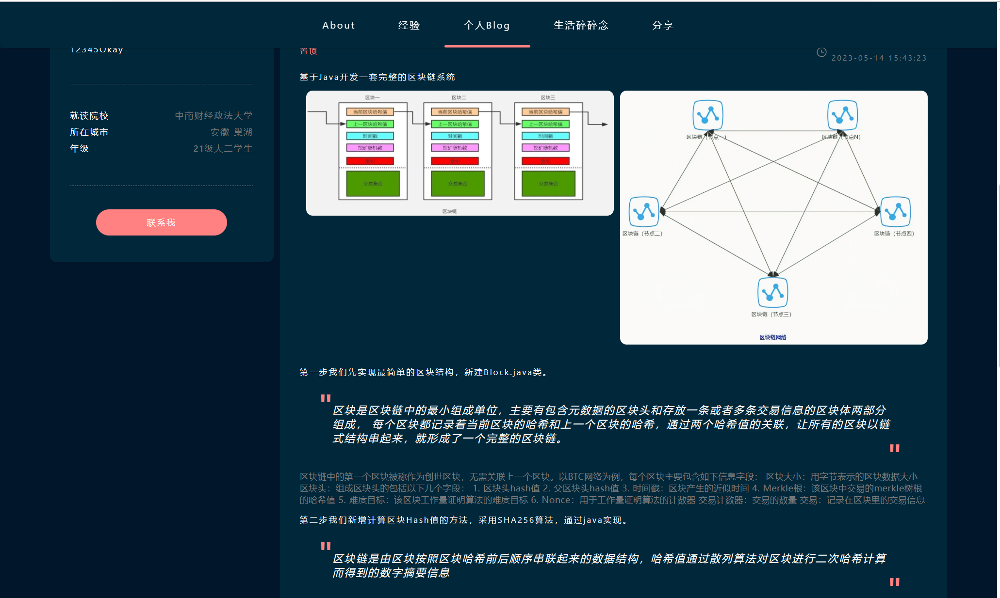 About 经验 个人Blog 生活碎碎念 分享
12345Okay
就读院校 中南财经政法大学
所在城市 安徽 巢湖
年级 21级大二学生
联系我
置顶
2023-05-14 15:43:23
基于Java开发一套完整的区块链系统
区块一 区块二 区块三
当前区块哈希值 当前区块哈希值 当前区块哈希值
上一区块哈希值 上一区块哈希值 上一区块哈希值
时间戳 时间戳 时间戳
挖矿随机数 挖矿随机数 挖矿随机数
索引 索引 索引
交易集合 交易集合 交易集合
区块链
区块链（节点一） 区块链（节点N）
区块链（节点二） 区块链（节点四）
区块链（节点三）
区块链网络
第一步我们先实现最简单的区块结构，新建Block.java类。
"
区块是区块链中的最小组成单位，主要有包含元数据的区块头和存放一条或者多条交易信息的区块体两部分
组成， 每个区块都记录着当前区块的哈希和上一个区块的哈希，通过两个哈希值的关联，让所有的区块以链
式结构串起来，就形成了一个完整的区块链。
"
区块链中的第一个区块被称作为创世区块，无需关联上一个区块。以BTC网络为例，每个区块主要包含如下信息字段： 区块大小：用字节表示的区块数据大小
区块头：组成区块头的包括以下几个字段： 1. 区块头hash值 2. 父区块头hash值 3. 时间戳：区块产生的近似时间 4. Merkle根：该区块中交易的merkle树根
的哈希值 5. 难度目标：该区块工作量证明算法的难度目标 6. Nonce：用于工作量证明算法的计数器 交易计数器：交易的数量 交易：记录在区块里的交易信息
第二步我们新增计算区块Hash值的方法，采用SHA256算法，通过java实现。
"
区块链是由区块按照区块哈希前后顺序串联起来的数据结构，哈希值通过散列算法对区块进行二次哈希计算
而得到的数字摘要信息
"